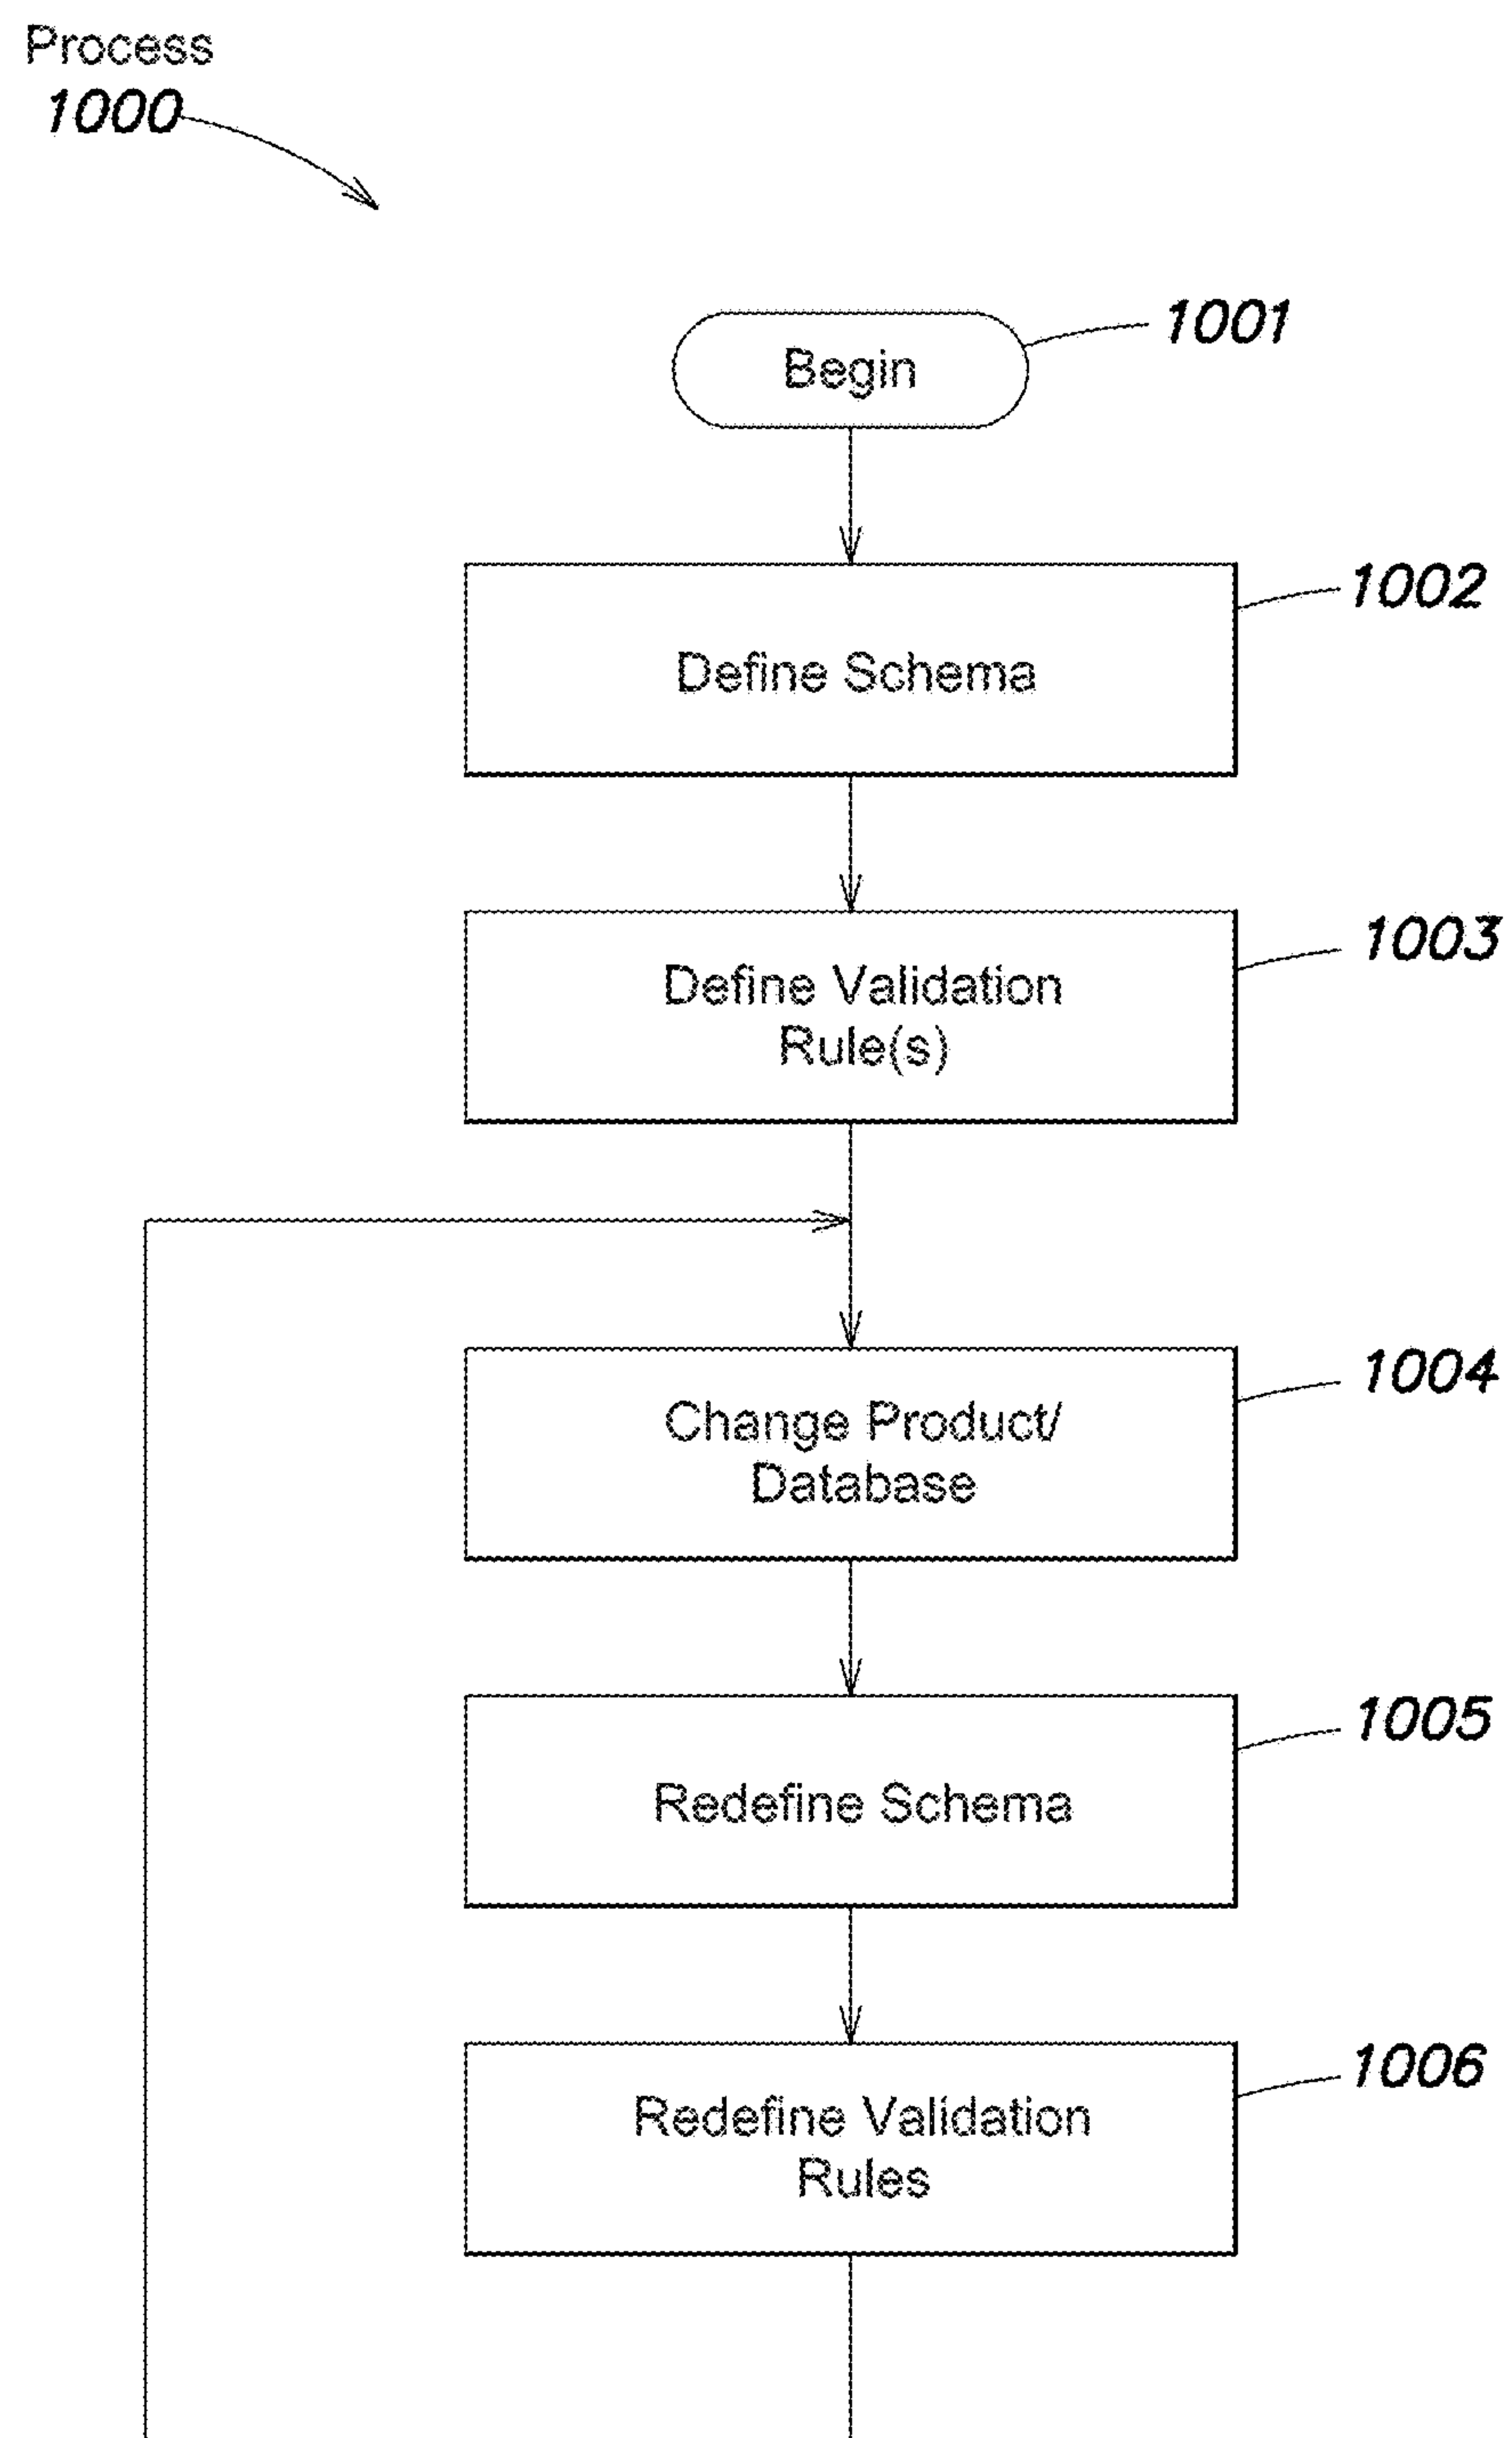 Process
1000
Begin
1001
Define Schema
1002
Define Validation
Rule(s)
1003
Change Product/
Database
1004
Redefine Schema
1005
Redefine Validation
Rules
1006